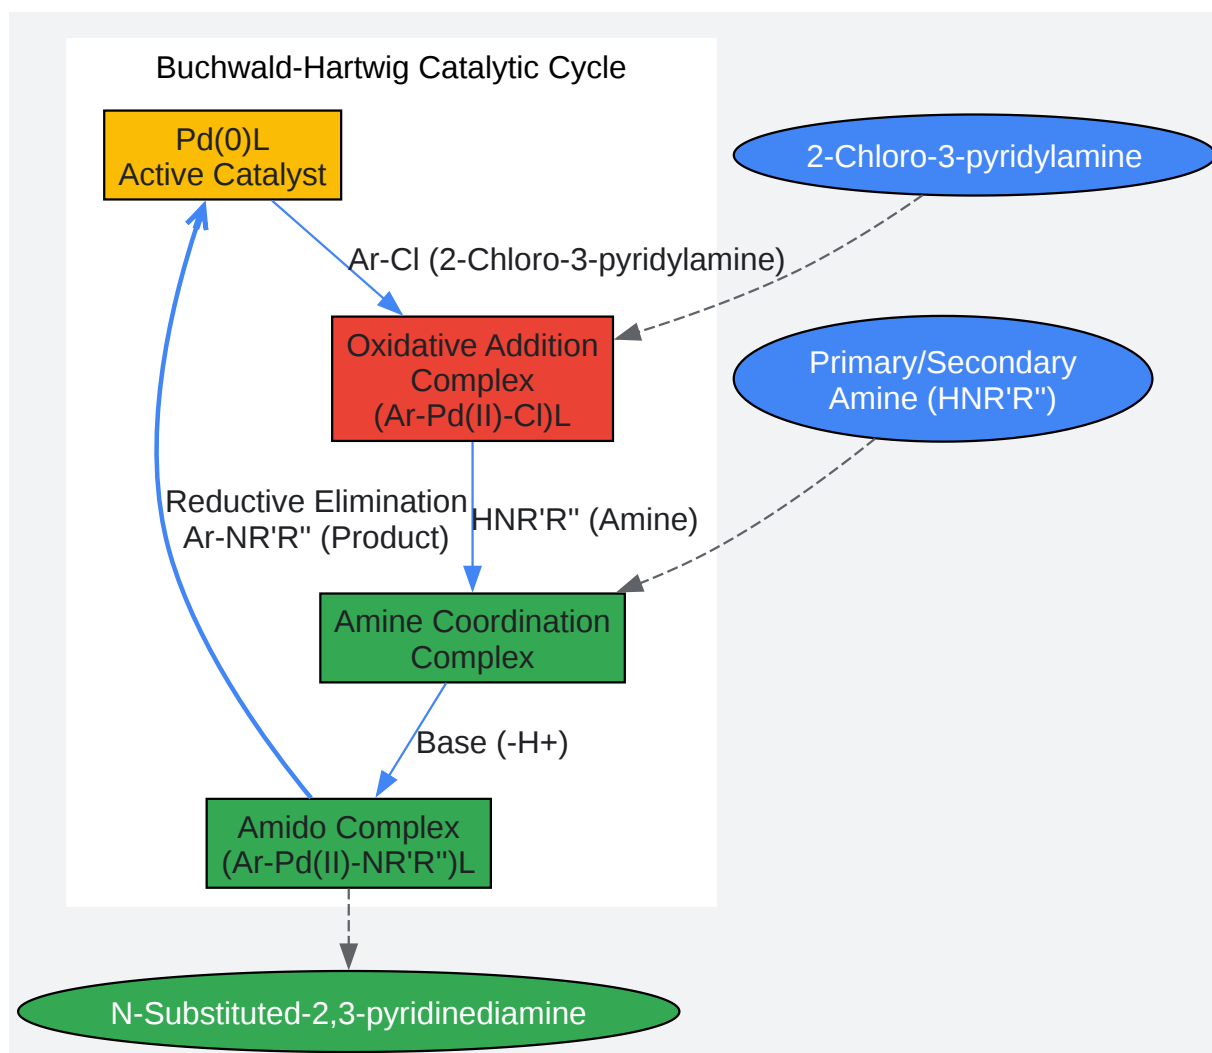 Buchwald-Hartwig Catalytic Cycle
Pd(0)L
Active Catalyst
2-Chloro-3-pyridylamine
Ar-Cl (2-Chloro-3-pyridylamine)
Oxidative Addition
Complex
(Ar-Pd(II)-Cl)L
Primary/Secondary
Amine (HNR'R'')
Reductive Elimination
Ar-NR'R'' (Product)
HNR'R'' (Amine)
Amine Coordination
Complex
Base (-H+)
Amido Complex
(Ar-Pd(II)-NR'R'')L
N-Substituted-2,3-pyridinediamine